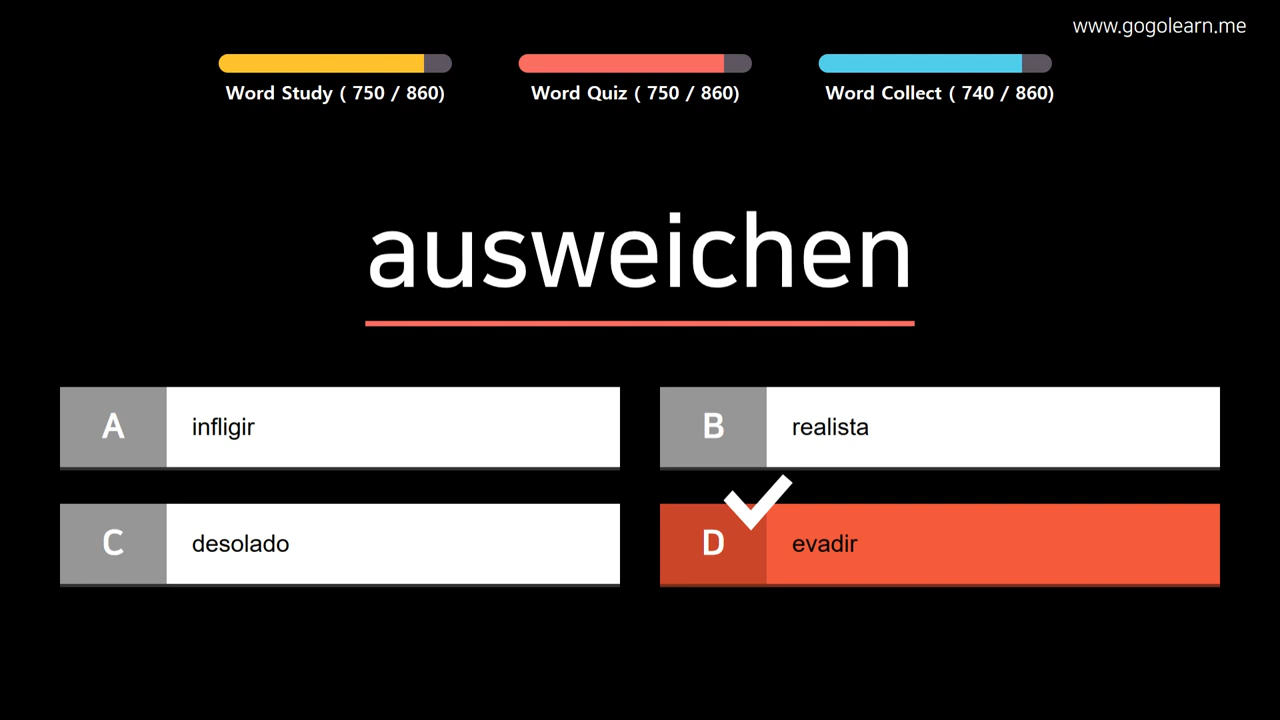 www.gogolearn.me
Word Study ( 750 / 860)
Word Quiz ( 750 / 860)
Word Collect ( 740 / 860)
ausweichen
A infligir
B realista
C desolado
D evadir